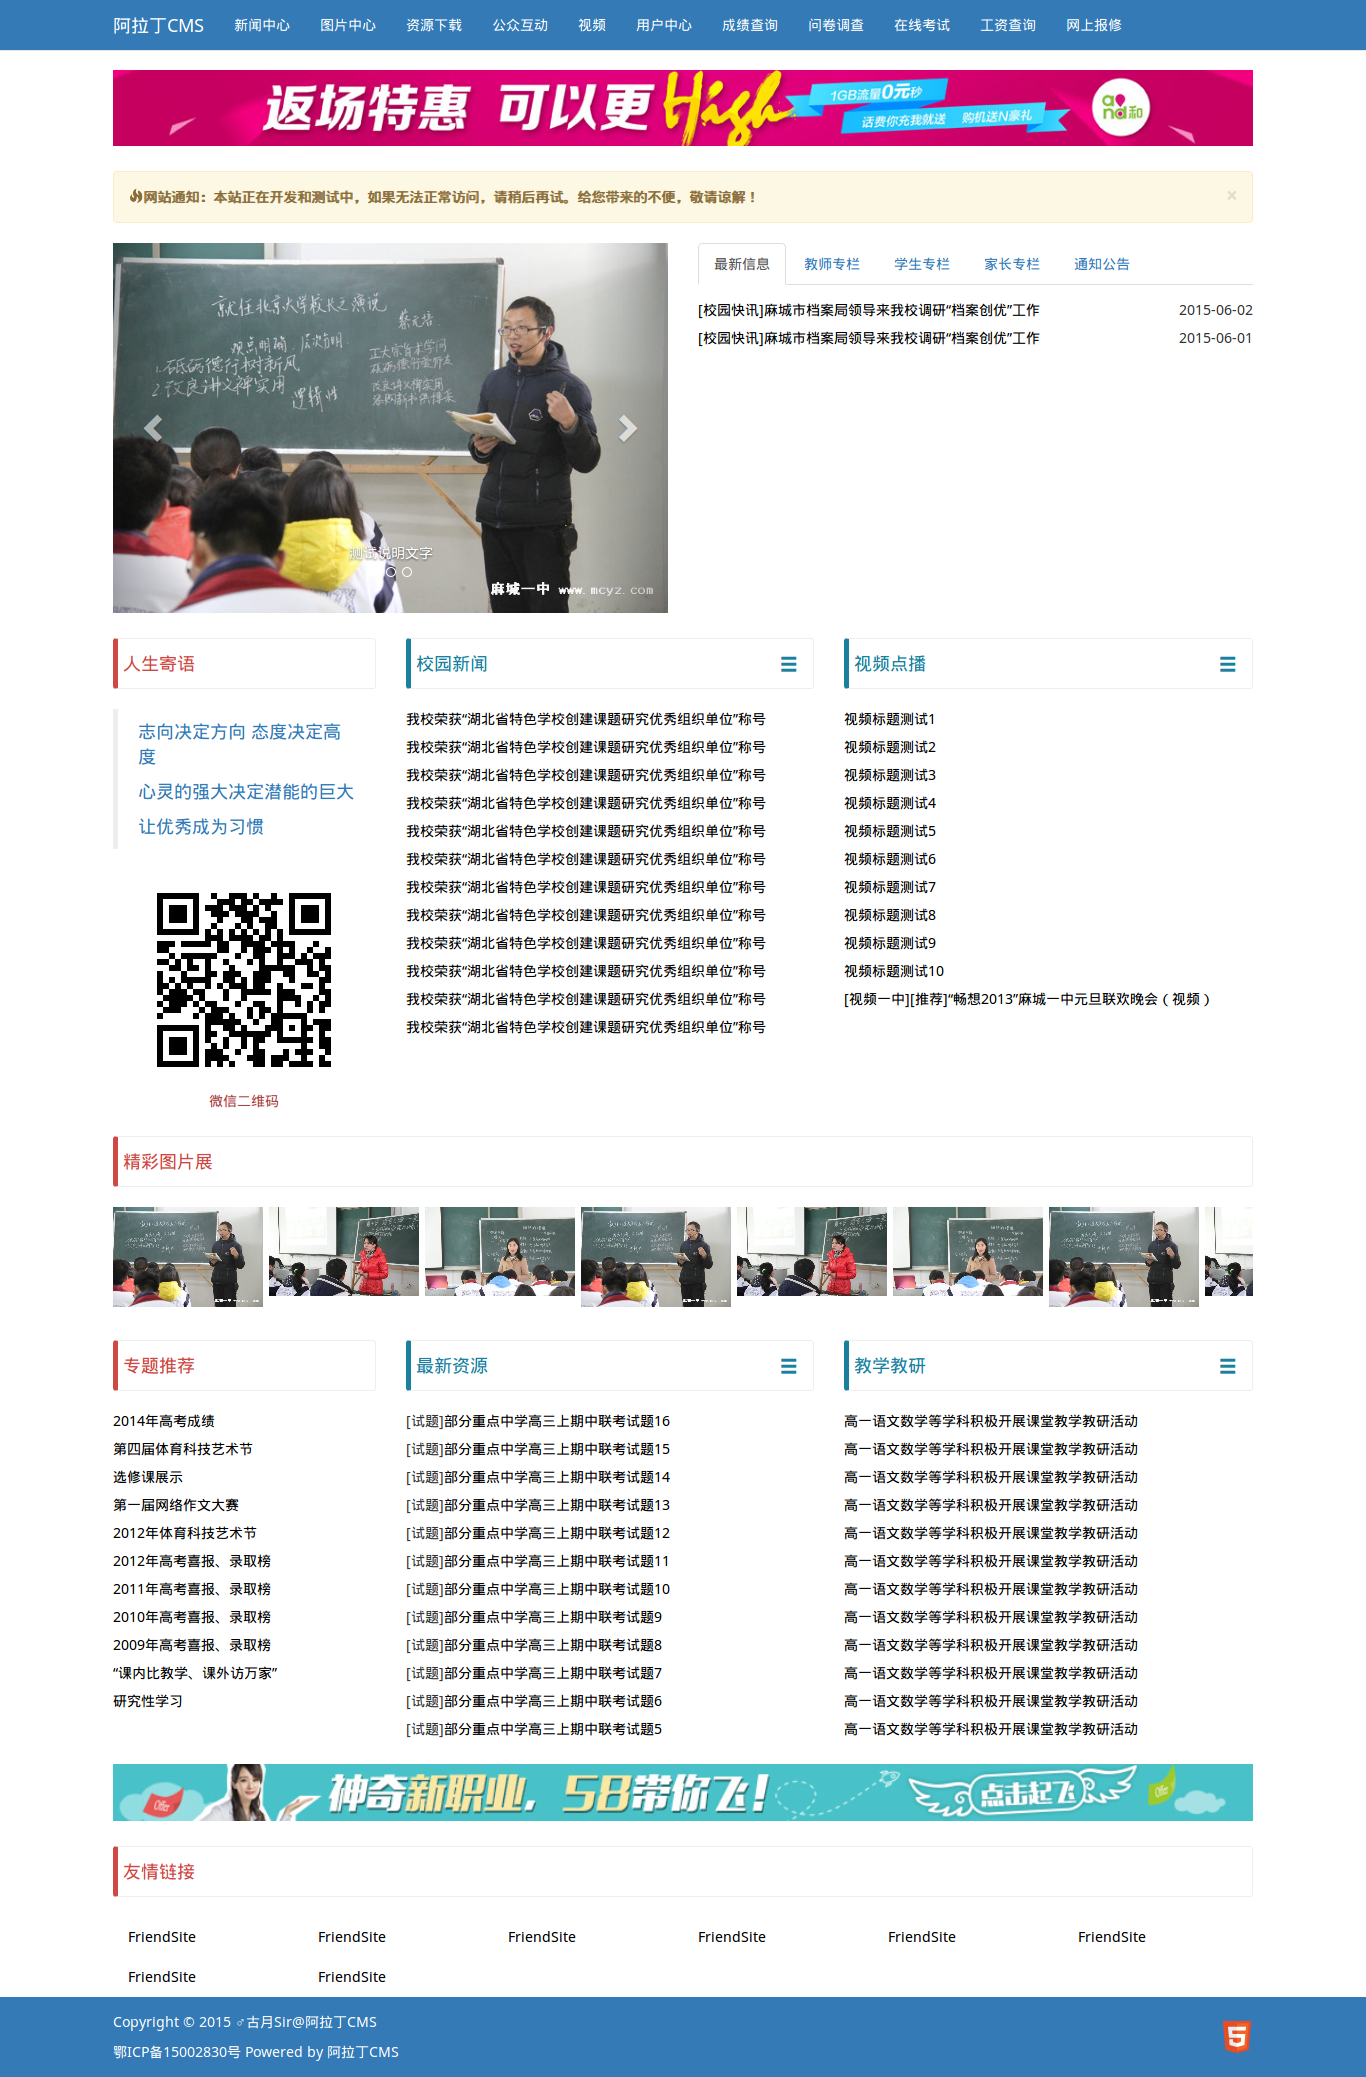 阿拉丁CMS 新闻中心 图片中心 资源下载 公众互动 视频 用户中心 成绩查询 问卷调查 在线考试 工资查询 网上报修
返场特惠 可以更High 1GB流量0元秒
话费你充我就送 购机送N豪礼
and和
网站通知：本站正在开发和测试中，如果无法正常访问，请稍后再试。给您带来的不便，敬请谅解！ ×
就任北京大学校长之演说
蔡元培
观点明确,层次明
1.砥砺德行树新风
2.改良讲义裨实用
逻辑性
测试说明文字
麻城一中 www.mcyz.com
最新信息 教师专栏 学生专栏 家长专栏 通知公告
[校园快讯]麻城市档案局领导来我校调研“档案创优”工作 2015-06-02
[校园快讯]麻城市档案局领导来我校调研“档案创优”工作 2015-06-01
人生寄语
志向决定方向 态度决定高
度
心灵的强大决定潜能的巨大
让优秀成为习惯
微信二维码
校园新闻
我校荣获“湖北省特色学校创建课题研究优秀组织单位”称号
我校荣获“湖北省特色学校创建课题研究优秀组织单位”称号
我校荣获“湖北省特色学校创建课题研究优秀组织单位”称号
我校荣获“湖北省特色学校创建课题研究优秀组织单位”称号
我校荣获“湖北省特色学校创建课题研究优秀组织单位”称号
我校荣获“湖北省特色学校创建课题研究优秀组织单位”称号
我校荣获“湖北省特色学校创建课题研究优秀组织单位”称号
我校荣获“湖北省特色学校创建课题研究优秀组织单位”称号
我校荣获“湖北省特色学校创建课题研究优秀组织单位”称号
我校荣获“湖北省特色学校创建课题研究优秀组织单位”称号
我校荣获“湖北省特色学校创建课题研究优秀组织单位”称号
我校荣获“湖北省特色学校创建课题研究优秀组织单位”称号
视频点播
视频标题测试1
视频标题测试2
视频标题测试3
视频标题测试4
视频标题测试5
视频标题测试6
视频标题测试7
视频标题测试8
视频标题测试9
视频标题测试10
[视频一中][推荐]“畅想2013”麻城一中元旦联欢晚会（视频）
精彩图片展
专题推荐
2014年高考成绩
第四届体育科技艺术节
选修课展示
第一届网络作文大赛
2012年体育科技艺术节
2012年高考喜报、录取榜
2011年高考喜报、录取榜
2010年高考喜报、录取榜
2009年高考喜报、录取榜
“课内比教学、课外访万家”
研究性学习
最新资源
[试题]部分重点中学高三上期中联考试题16
[试题]部分重点中学高三上期中联考试题15
[试题]部分重点中学高三上期中联考试题14
[试题]部分重点中学高三上期中联考试题13
[试题]部分重点中学高三上期中联考试题12
[试题]部分重点中学高三上期中联考试题11
[试题]部分重点中学高三上期中联考试题10
[试题]部分重点中学高三上期中联考试题9
[试题]部分重点中学高三上期中联考试题8
[试题]部分重点中学高三上期中联考试题7
[试题]部分重点中学高三上期中联考试题6
[试题]部分重点中学高三上期中联考试题5
教学教研
高一语文数学等学科积极开展课堂教学教研活动
高一语文数学等学科积极开展课堂教学教研活动
高一语文数学等学科积极开展课堂教学教研活动
高一语文数学等学科积极开展课堂教学教研活动
高一语文数学等学科积极开展课堂教学教研活动
高一语文数学等学科积极开展课堂教学教研活动
高一语文数学等学科积极开展课堂教学教研活动
高一语文数学等学科积极开展课堂教学教研活动
高一语文数学等学科积极开展课堂教学教研活动
高一语文数学等学科积极开展课堂教学教研活动
高一语文数学等学科积极开展课堂教学教研活动
高一语文数学等学科积极开展课堂教学教研活动
Offer 神奇新职业，58带你飞！ 点击起飞 Offer
友情链接
FriendSite FriendSite FriendSite FriendSite FriendSite FriendSite
FriendSite FriendSite
Copyright © 2015 ♂古月Sir@阿拉丁CMS
鄂ICP备15002830号 Powered by 阿拉丁CMS
5